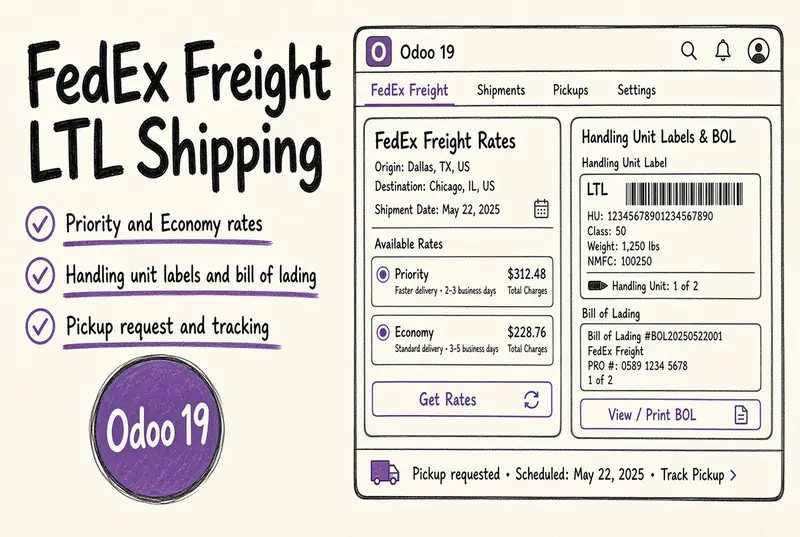 FedEx Freight
LTL Shipping
Priority and Economy rates
Handling unit labels and bill of lading
Pickup request and tracking
Odoo 19
O Odoo 19
FedEx Freight Shipments Pickups Settings
FedEx Freight Rates
Origin: Dallas, TX, US
Destination: Chicago, IL, US
Shipment Date: May 22, 2025
Available Rates
Priority $312.48
Faster delivery • 2-3 business days Total Charges
Economy $228.76
Standard delivery • 3-5 business days Total Charges
Get Rates
Handling Unit Labels & BOL
Handling Unit Label
LTL
HU: 12345678901234567890
Class: 50
Weight: 1,250 lbs
NMFC: 100250
Handling Unit: 1 of 2
Bill of Lading
Bill of Lading #BOL20250522001
FedEx Freight
PRO #: 0589 1234 5678
1 of 2
View / Print BOL
Pickup requested • Scheduled: May 22, 2025 • Track Pickup >